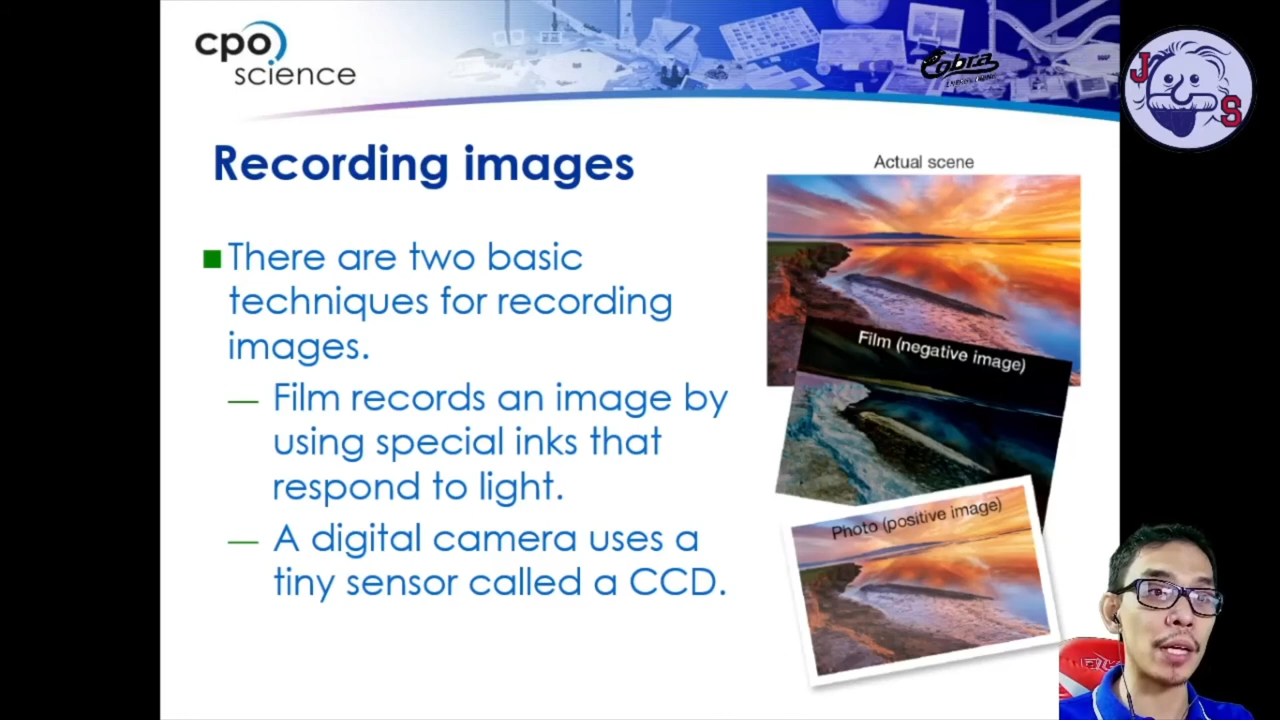 cpo
science
Cobra
J
S
Recording images
Actual scene
There are two basic
techniques for recording
images.
— Film records an image by
using special inks that
respond to light.
— A digital camera uses a
tiny sensor called a CCD.
Film (negative image)
Photo (positive image)